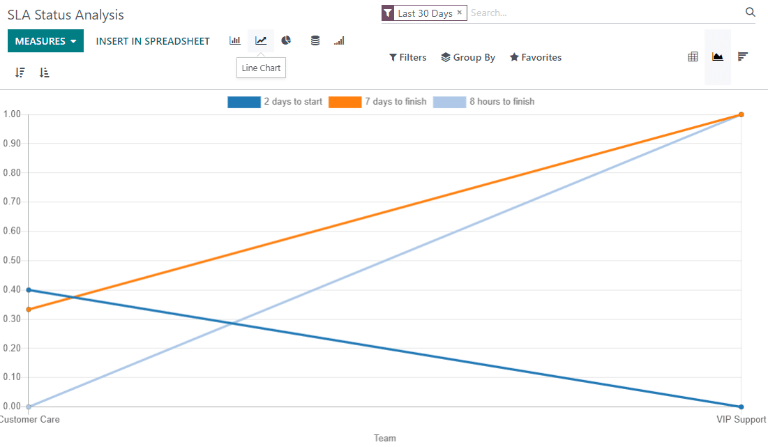 SLA Status Analysis
Last 30 Days ×
Search...
MEASURES
INSERT IN SPREADSHEET
Filters
Group By
Favorites
Line Chart
2 days to start
7 days to finish
8 hours to finish
1.00
0.90
0.80
0.70
0.60
0.50
0.40
0.30
0.20
0.10
0.00
Customer Care
VIP Support
Team